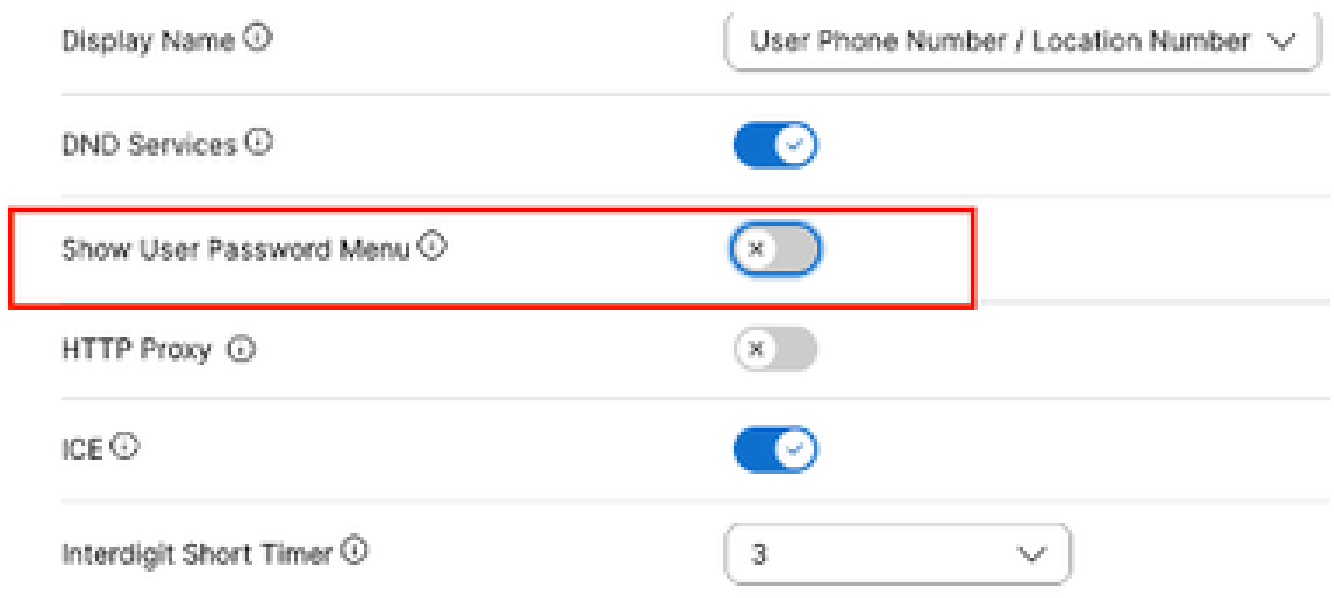 Display Name
User Phone Number / Location Number
DND Services
Show User Password Menu
HTTP Proxy
ICE
Interdigit Short Timer
3